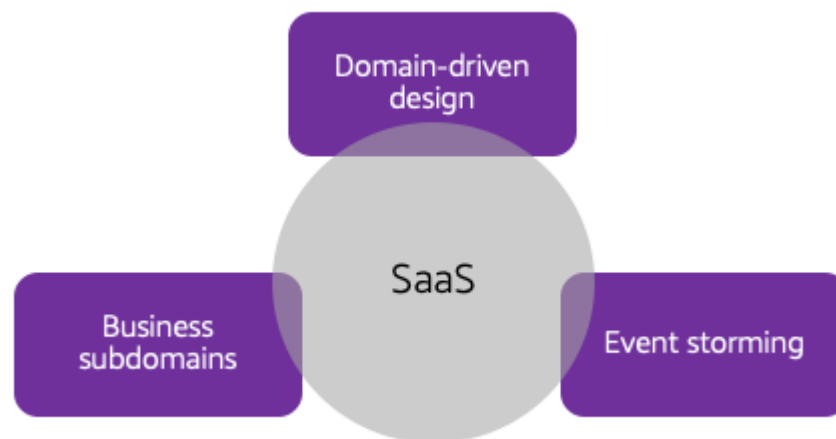 Domain-driven
design
SaaS
Business
subdomains
Event storming